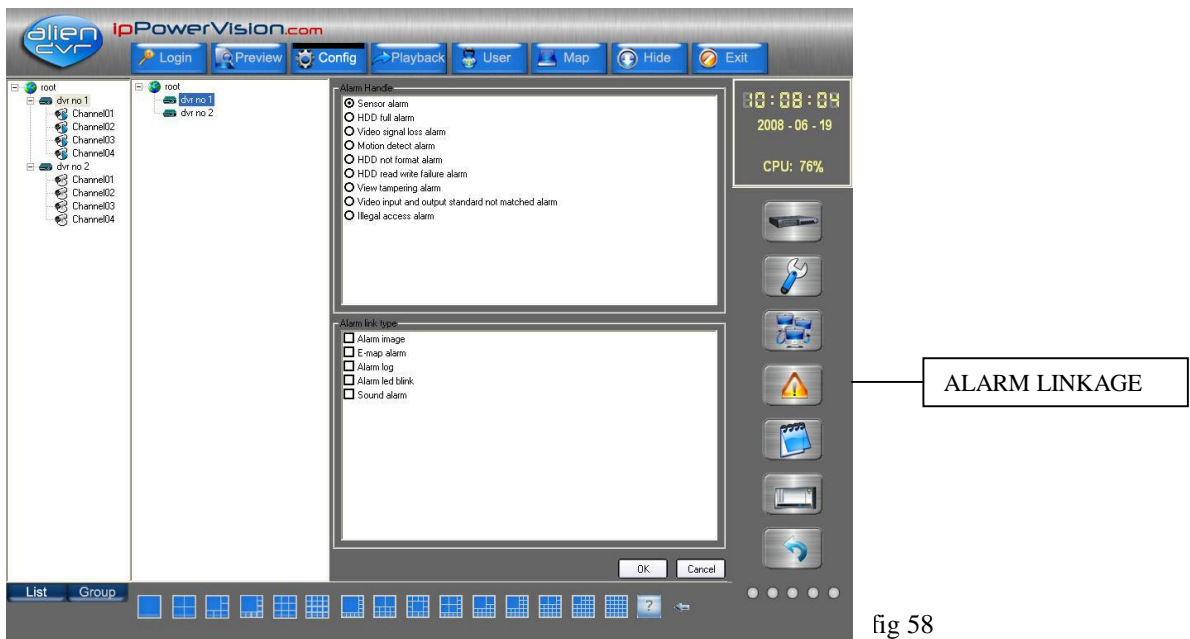 alien dvr
ipPowerVision.com
Login Preview Config Playback User Map Hide Exit
root
dvr no 1
Channel01
Channel02
Channel03
Channel04
dvr no 2
Channel01
Channel02
Channel03
Channel04
root
dvr no 1
dvr no 2
Alarm Handle
Sensor alarm
HDD full alarm
Video signal loss alarm
Motion detect alarm
HDD not format alarm
HDD read write failure alarm
View tampering alarm
Video input and output standard not matched alarm
Illegal access alarm
Alarm link type
Alarm image
E-map alarm
Alarm log
Alarm led blink
Sound alarm
OK Cancel
10:08:04
2008 - 06 - 19
CPU: 76%
ALARM LINKAGE
List Group
?
fig 58